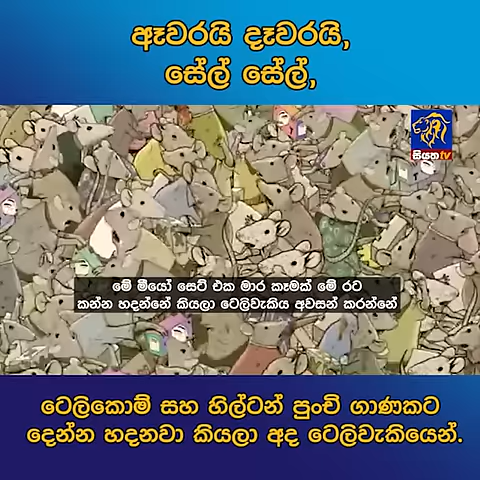 ඈවරයි දෑවරයි,
සේල් සේල්,
සියත tv
මේ මීයෝ සෙට් එක මාර කෑමක් මේ රට
කන්න හදන්නේ කියලා ටෙලිවැකිය අවසන් කරන්නේ
ටෙලිකොම් සහ හිල්ටන් පුංචි ගාණකට
දෙන්න හදනවා කියලා අද ටෙලිවැකියෙන්.